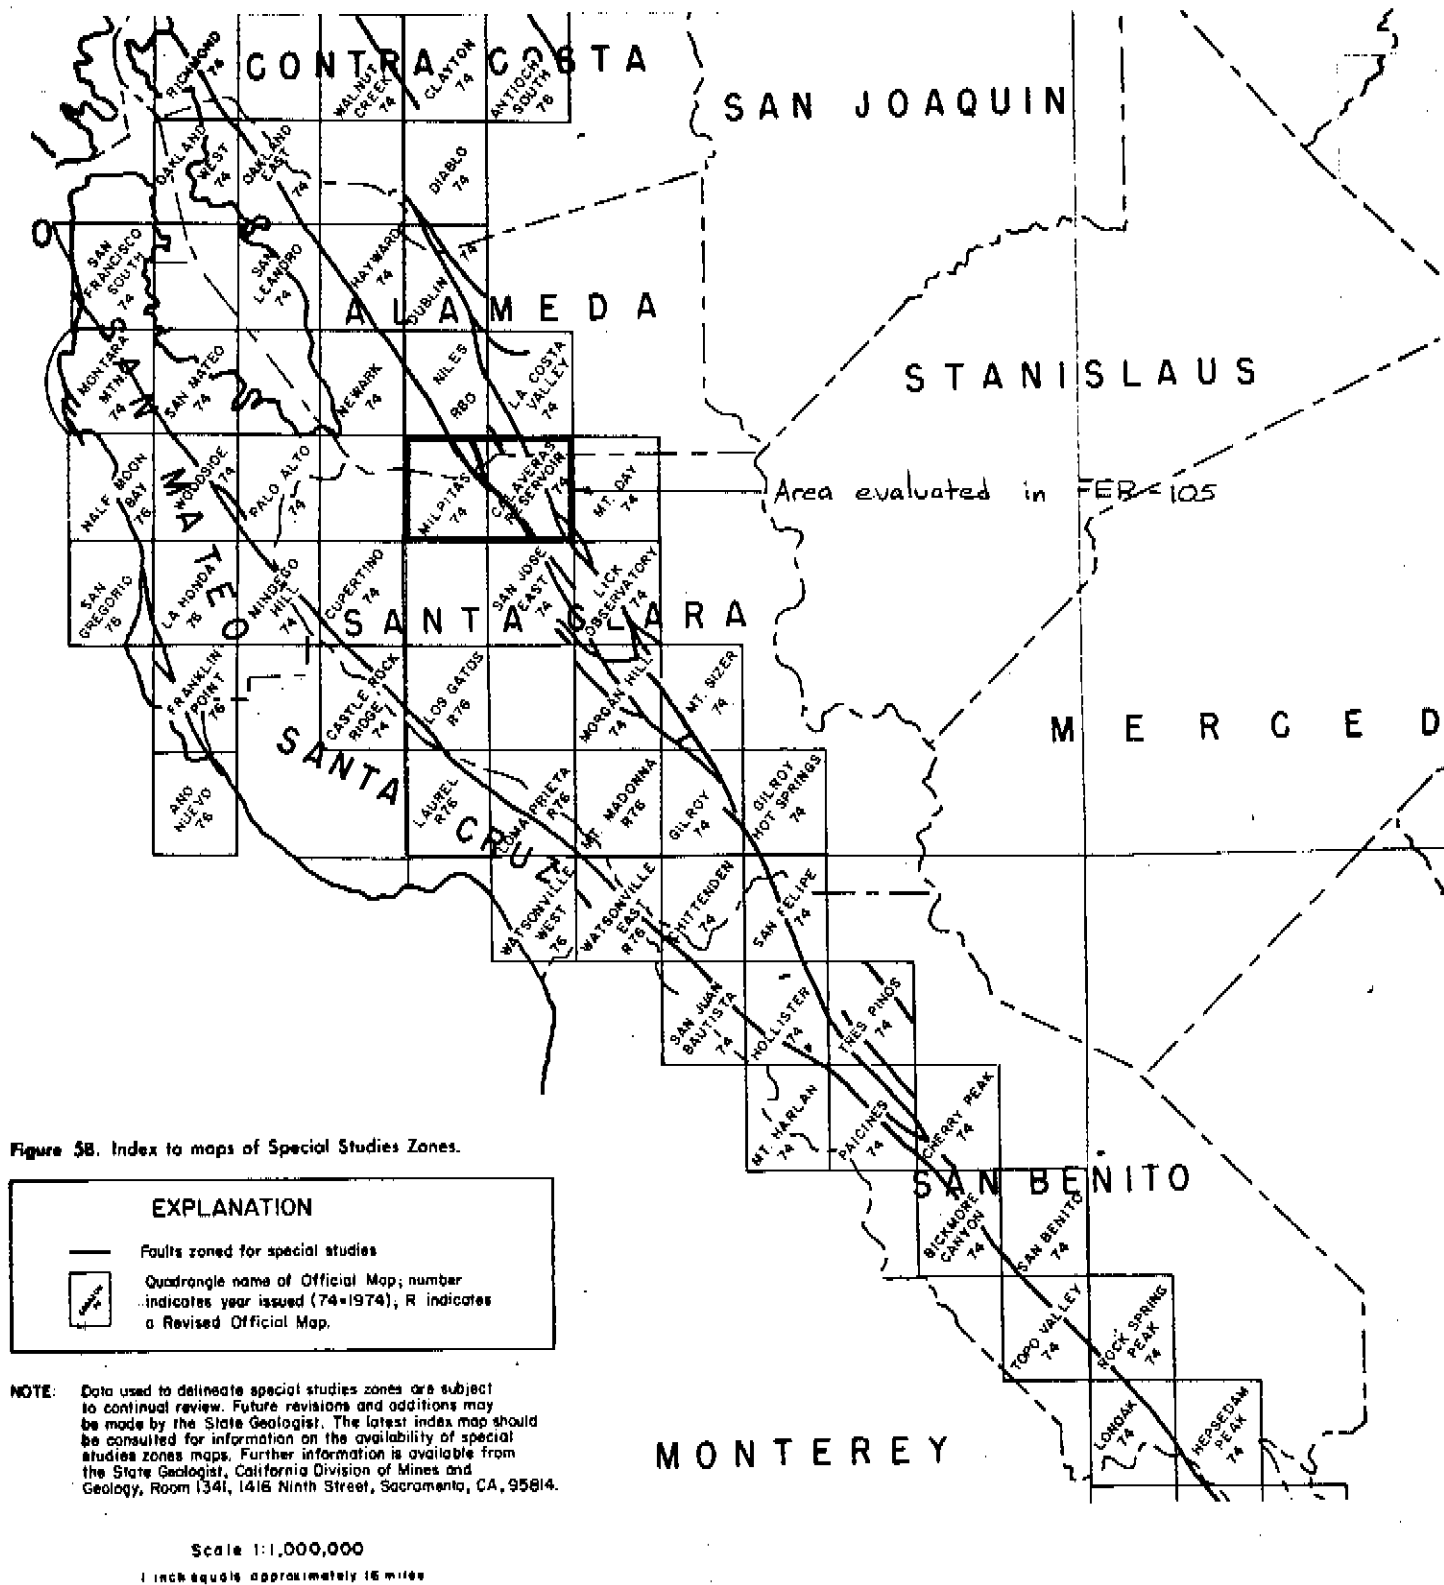 CONTRA COSTA
SAN JOAQUIN
RICHMOND
74
WALNUT
CREEK
74
CLAYTON
74
ANTIOCH
SOUTH
76
OAKLAND
WEST
74
OAKLAND
EAST
74
DIABLO
74
SAN
FRANCISCO
SOUTH
74
SAN
LEANDRO
74
HAYWARD
74
DUBLIN
74
ALAMEDA
STANISLAUS
MONTARA
MTN.
74
SAN MATEO
74
NEWARK
74
NILES
R80
LA COSTA
VALLEY
74
SAN MATEO
HALF MOON
BAY
76
WOODSIDE
74
PALO ALTO
74
MILPITAS
74
CALAVERAS
RESERVOIR
74
MT. DAY
74
Area evaluated in FER-105
SAN
GREGORIO
76
LA HONDA
76
MINDEGO
HILL
74
CUPERTINO
74
SAN JOSE
EAST
74
LICK
OBSERVATORY
74
SANTA CLARA
FRANKLIN
POINT
76
CASTLE ROCK
RIDGE
74
LOS GATOS
R76
MORGAN HILL
74
MT. SIZER
74
MERCED
SANTA CRUZ
ANO
NUEVO
76
LAUREL
R76
LOMA PRIETA
R76
MT. MADONNA
R76
GILROY
74
GILROY
HOT SPRINGS
74
WATSONVILLE
WEST
76
WATSONVILLE
EAST
R76
CHITTENDEN
74
SAN FELIPE
74
SAN JUAN
BAUTISTA
74
HOLLISTER
74
TRES PINOS
74
MT. HARLAN
74
PAICINES
74
CHERRY PEAK
74
SAN BENITO
BICKMORE
CANYON
74
SAN BENITO
74
TOPO VALLEY
74
ROCK SPRING
PEAK
74
LONOAK
74
HEPSEDAM
PEAK
74
MONTEREY
Figure 5B. Index to maps of Special Studies Zones.
EXPLANATION
Faults zoned for special studies
Quadrangle name of Official Map; number
indicates year issued (74=1974); R indicates
a Revised Official Map.
NOTE: Data used to delineate special studies zones are subject
to continual review. Future revisions and additions may
be made by the State Geologist. The latest index map should
be consulted for information on the availability of special
studies zones maps. Further information is available from
the State Geologist, California Division of Mines and
Geology, Room 1341, 1416 Ninth Street, Sacramento, CA, 95814.
Scale 1:1,000,000
1 inch equals approximately 16 miles